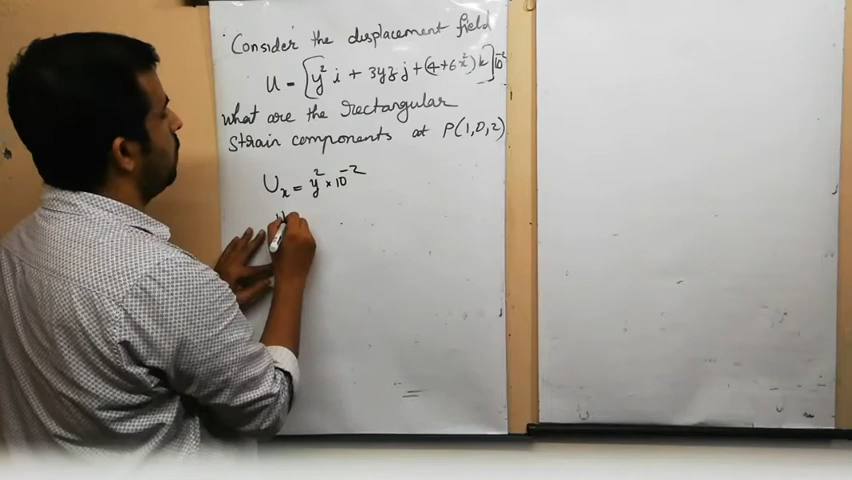 Consider the displacement field
U = [y² i + 3yz j + (4+6x²) k] 10⁻²
what are the rectangular
strain components at P(1,0,2)
Uₓ = y² × 10⁻²